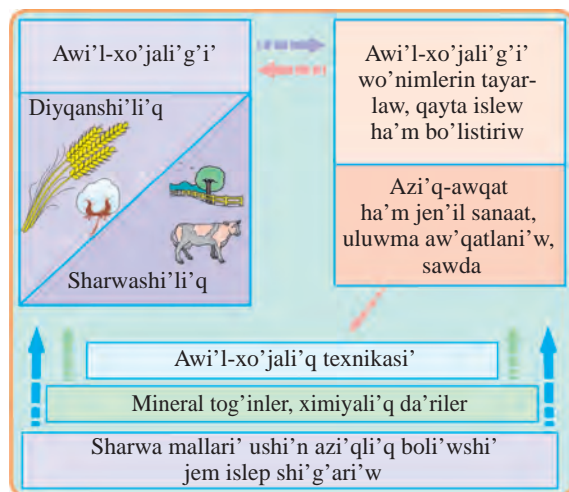 Awi'l-xo'jali'g'i'
Diyqanshi'li'q
Sharwashi'li'q
Awi'l-xo'jali'g'i'
wo'nimlerin tayar-
law, qayta islew
ha'm bo'listiriw
Azi'q-awqat
ha'm jen'il sanaat,
uluwma aw'qatlani'w,
sawda
Awi'l-xo'jali'q texnikasi'
Mineral tog'inler, ximiyali'q da'riler
Sharwa mallari' ushi'n azi'qli'q boli'wshi'
jem islep shi'g'ari'w